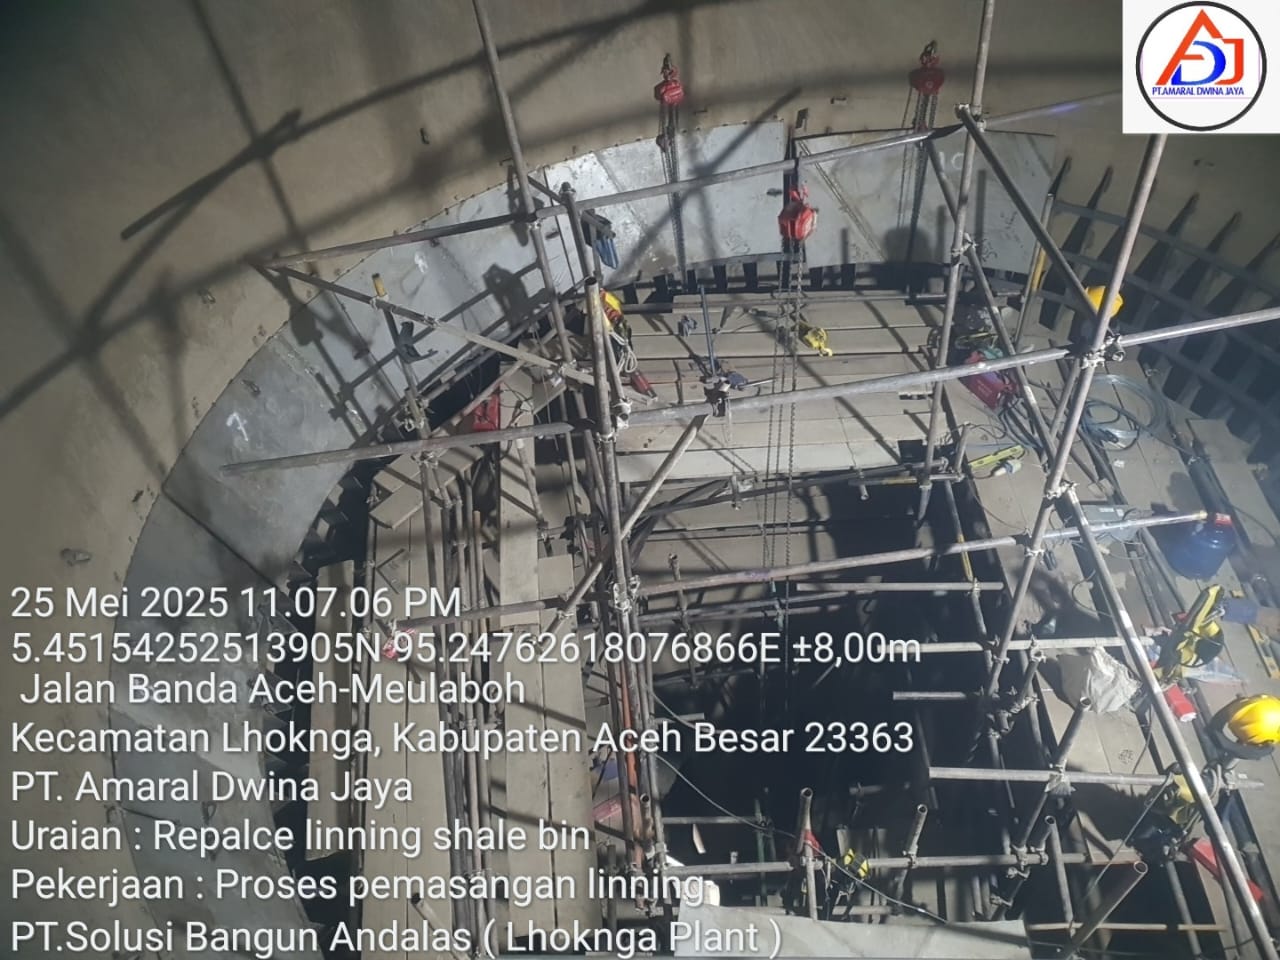 PT.AMARAL DWINA JAYA
7
25 Mei 2025 11.07.06 PM
5.45154252513905N 95.24762618076866E ±8,00m
Jalan Banda Aceh-Meulaboh
Kecamatan Lhoknga, Kabupaten Aceh Besar 23363
PT. Amaral Dwina Jaya
Uraian : Repalce linning shale bin
Pekerjaan : Proses pemasangan linning
PT.Solusi Bangun Andalas ( Lhoknga Plant )